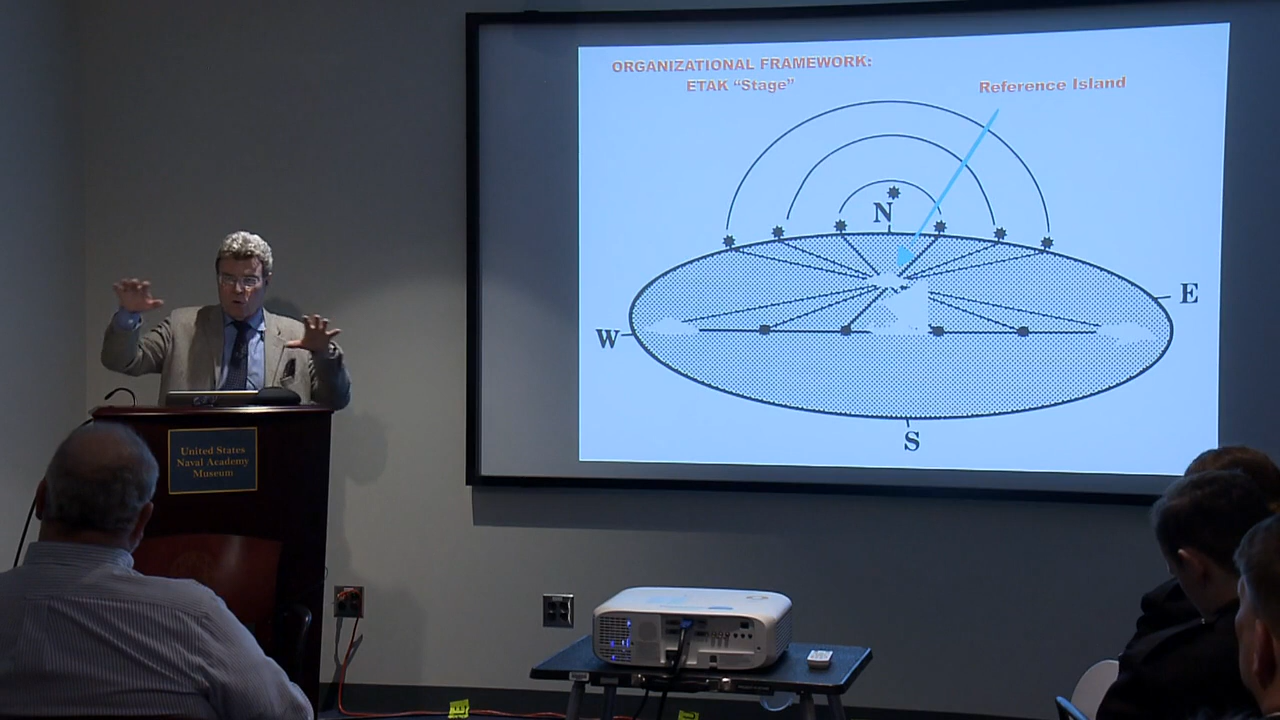 ORGANIZATIONAL FRAMEWORK:
ETAK “Stage”
Reference Island
N
E
W
S
United States
Naval Academy
Museum